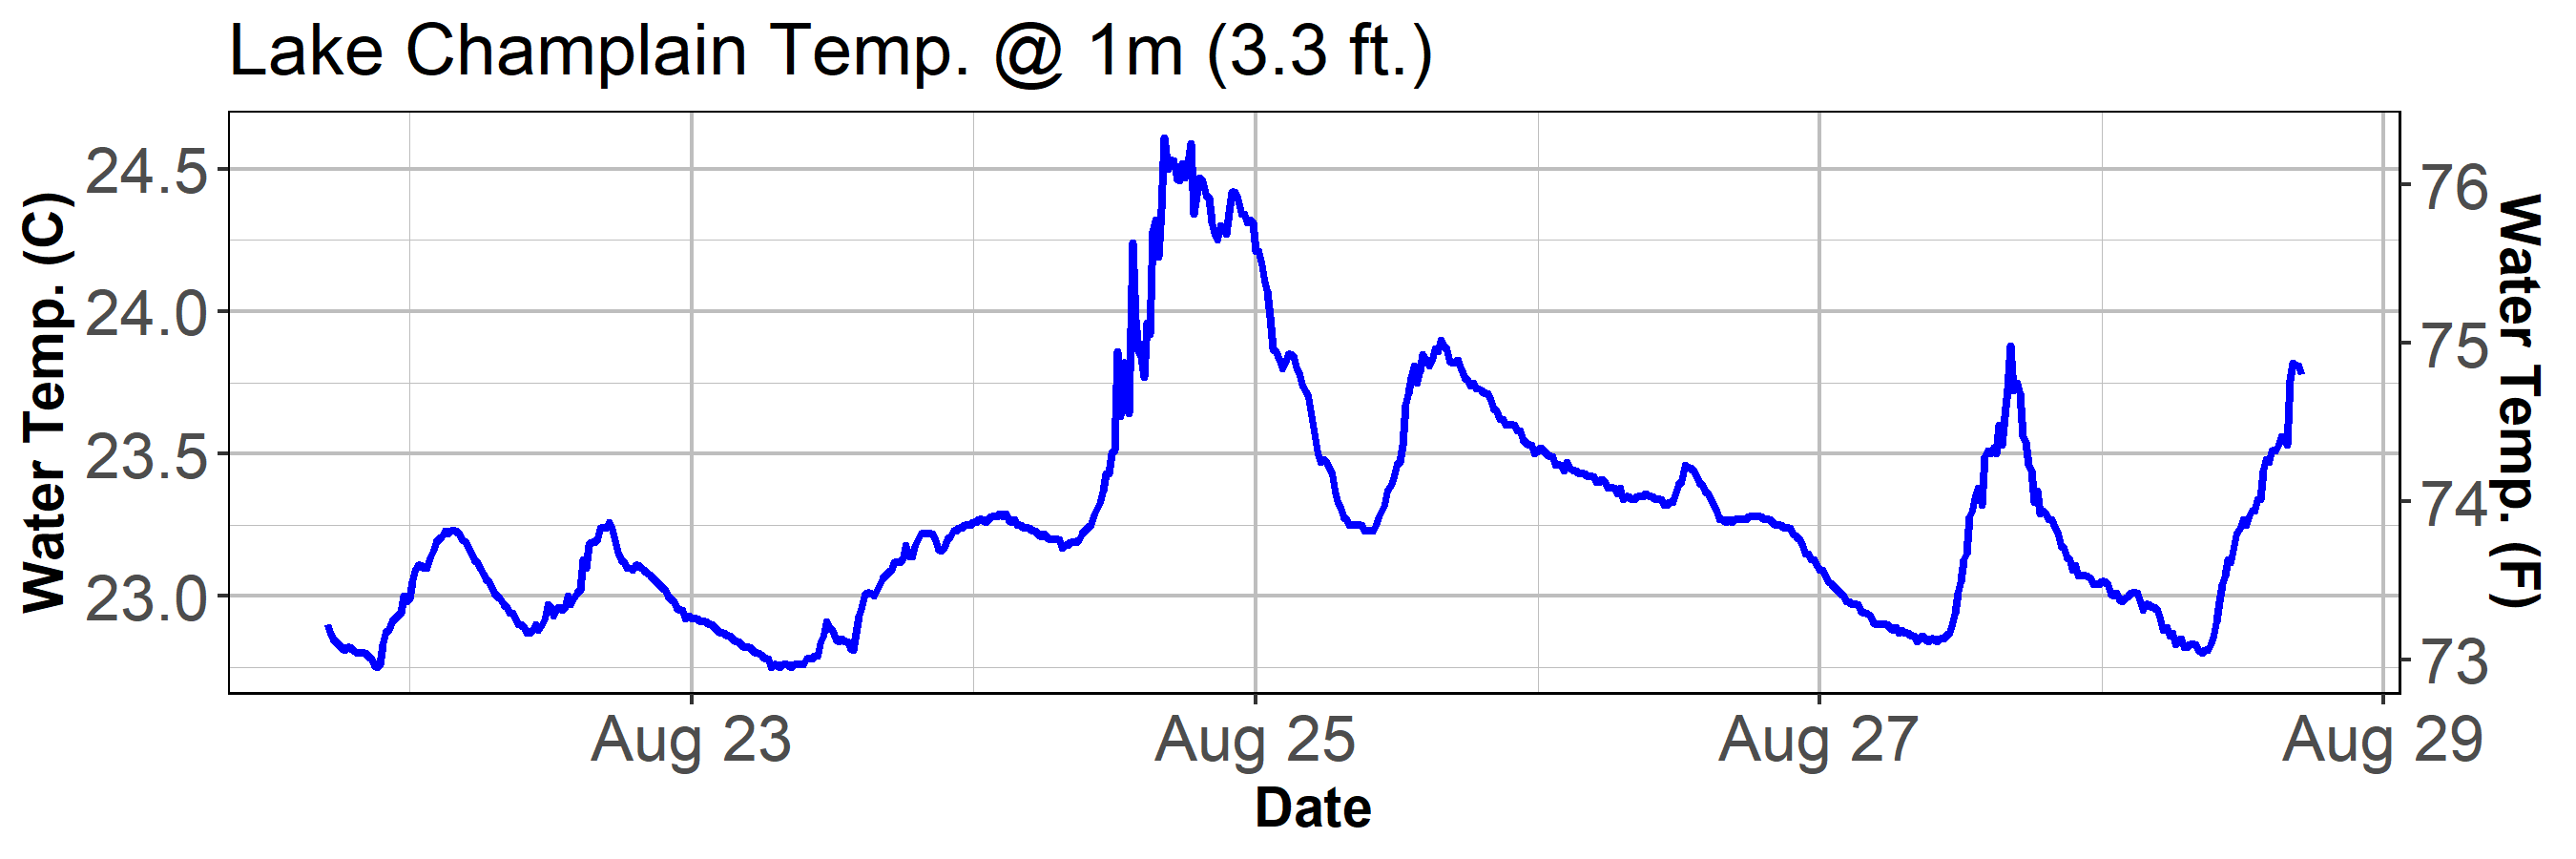 Lake Champlain Temp. @ 1m (3.3 ft.)
Water Temp. (C)
24.5
24.0
23.5
23.0
76
75
74
73
Water Temp. (F)
Aug 23
Aug 25
Aug 27
Aug 29
Date